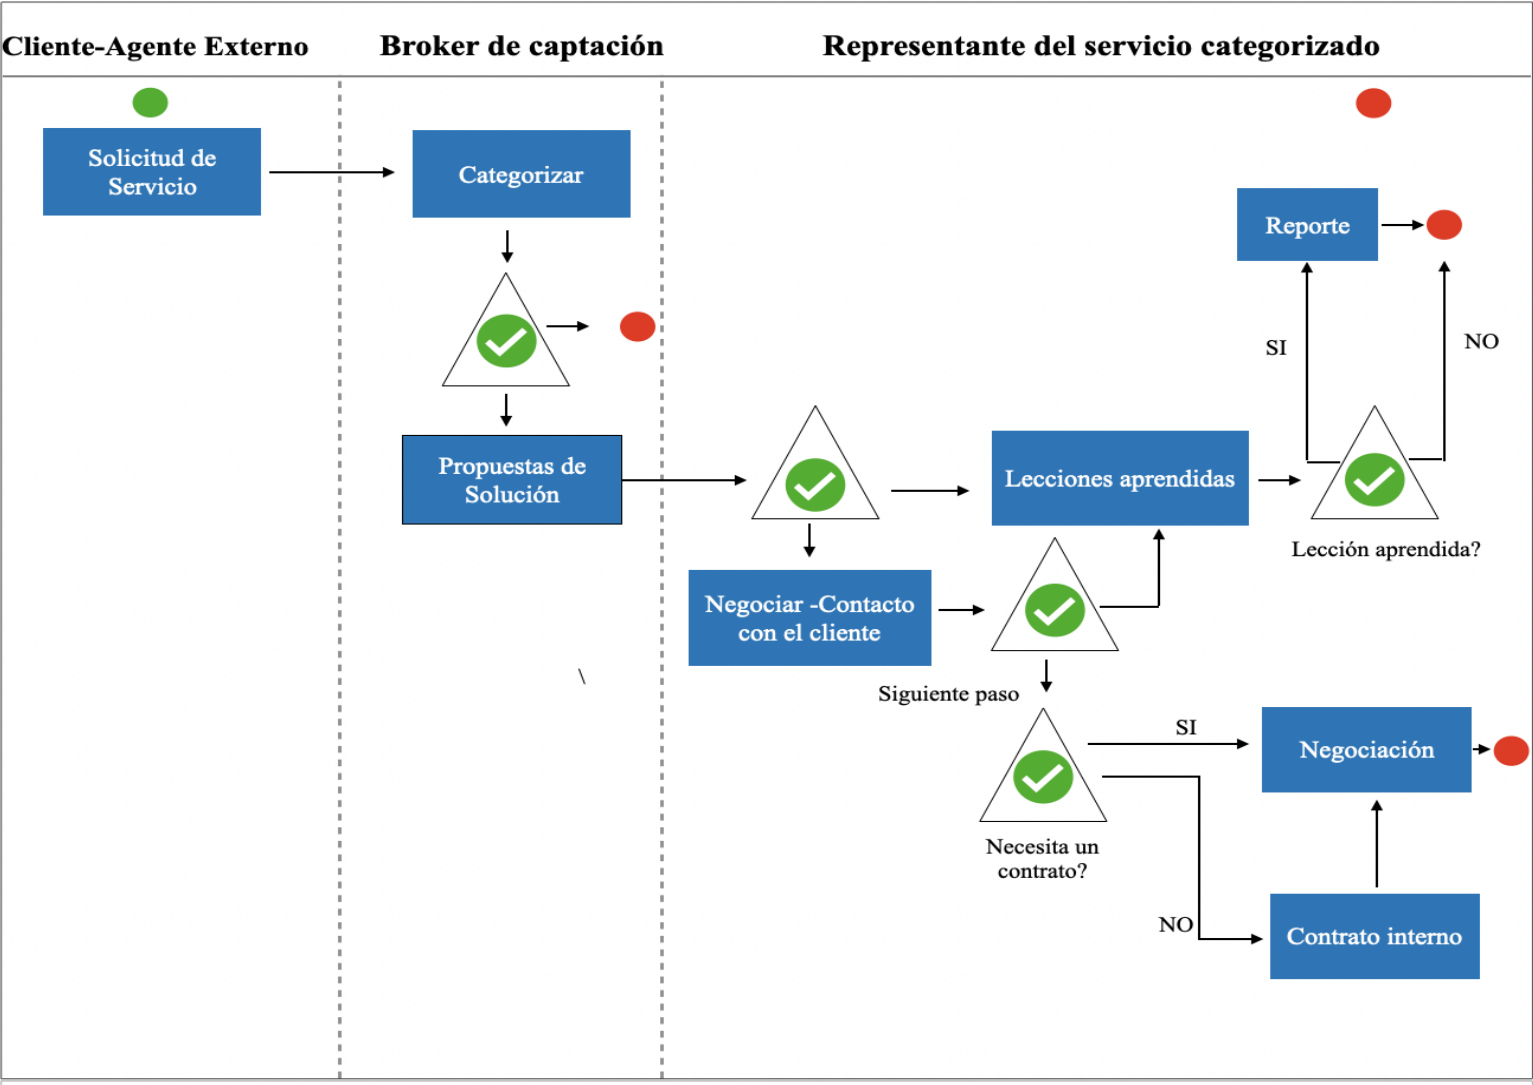 Cliente-Agente Externo
Broker de captación
Representante del servicio categorizado
Solicitud de
Servicio
Categorizar
Reporte
SI
NO
Propuestas de
Solución
Lecciones aprendidas
Lección aprendida?
Negociar -Contacto
con el cliente
\
Siguiente paso
SI
Negociación
Necesita un
contrato?
NO
Contrato interno